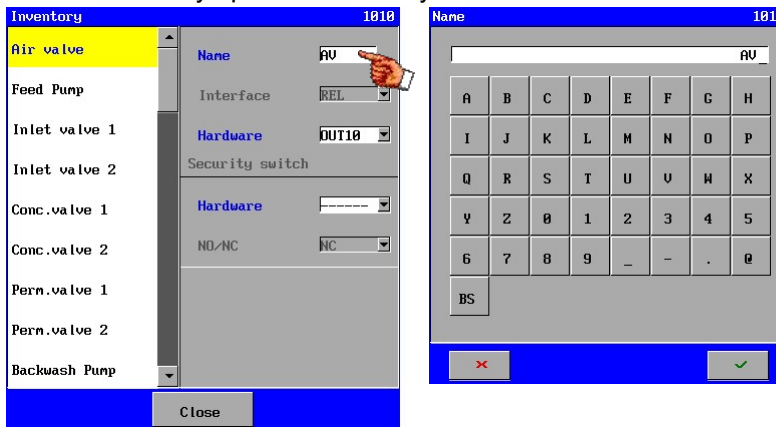 Inventory 1010
Air valve
Feed Pump
Inlet valve 1
Inlet valve 2
Conc.valve 1
Conc.valve 2
Perm.valve 1
Perm.valve 2
Backwash Pump
Name AV
Interface REL
Hardware OUT10
Security switch
Hardware ------
NO/NC NC
Close
Name 101
AV_
A B C D E F G H
I J K L M N O P
Q R S T U V W X
Y Z 0 1 2 3 4 5
6 7 8 9 _ - . @
BS